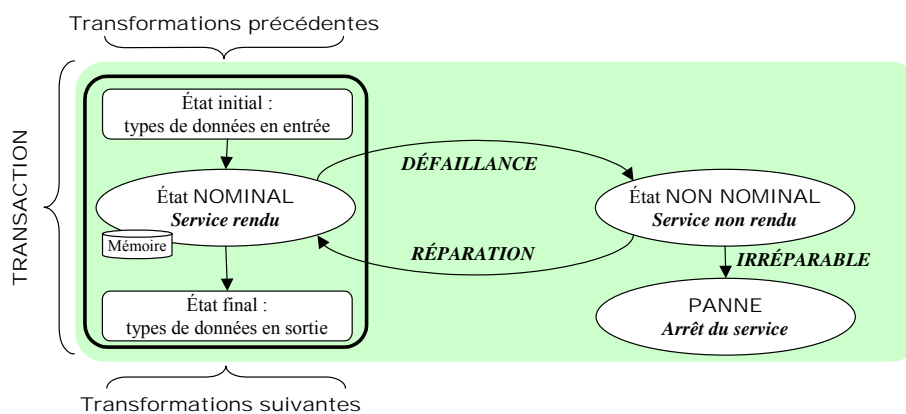 Transformations précédentes
TRANSACTION
État initial :
types de données en entrée
État NOMINAL
Service rendu
Mémoire
État final :
types de données en sortie
DÉFAILLANCE
RÉPARATION
État NON NOMINAL
Service non rendu
IRRÉPARABLE
PANNE
Arrêt du service
Transformations suivantes